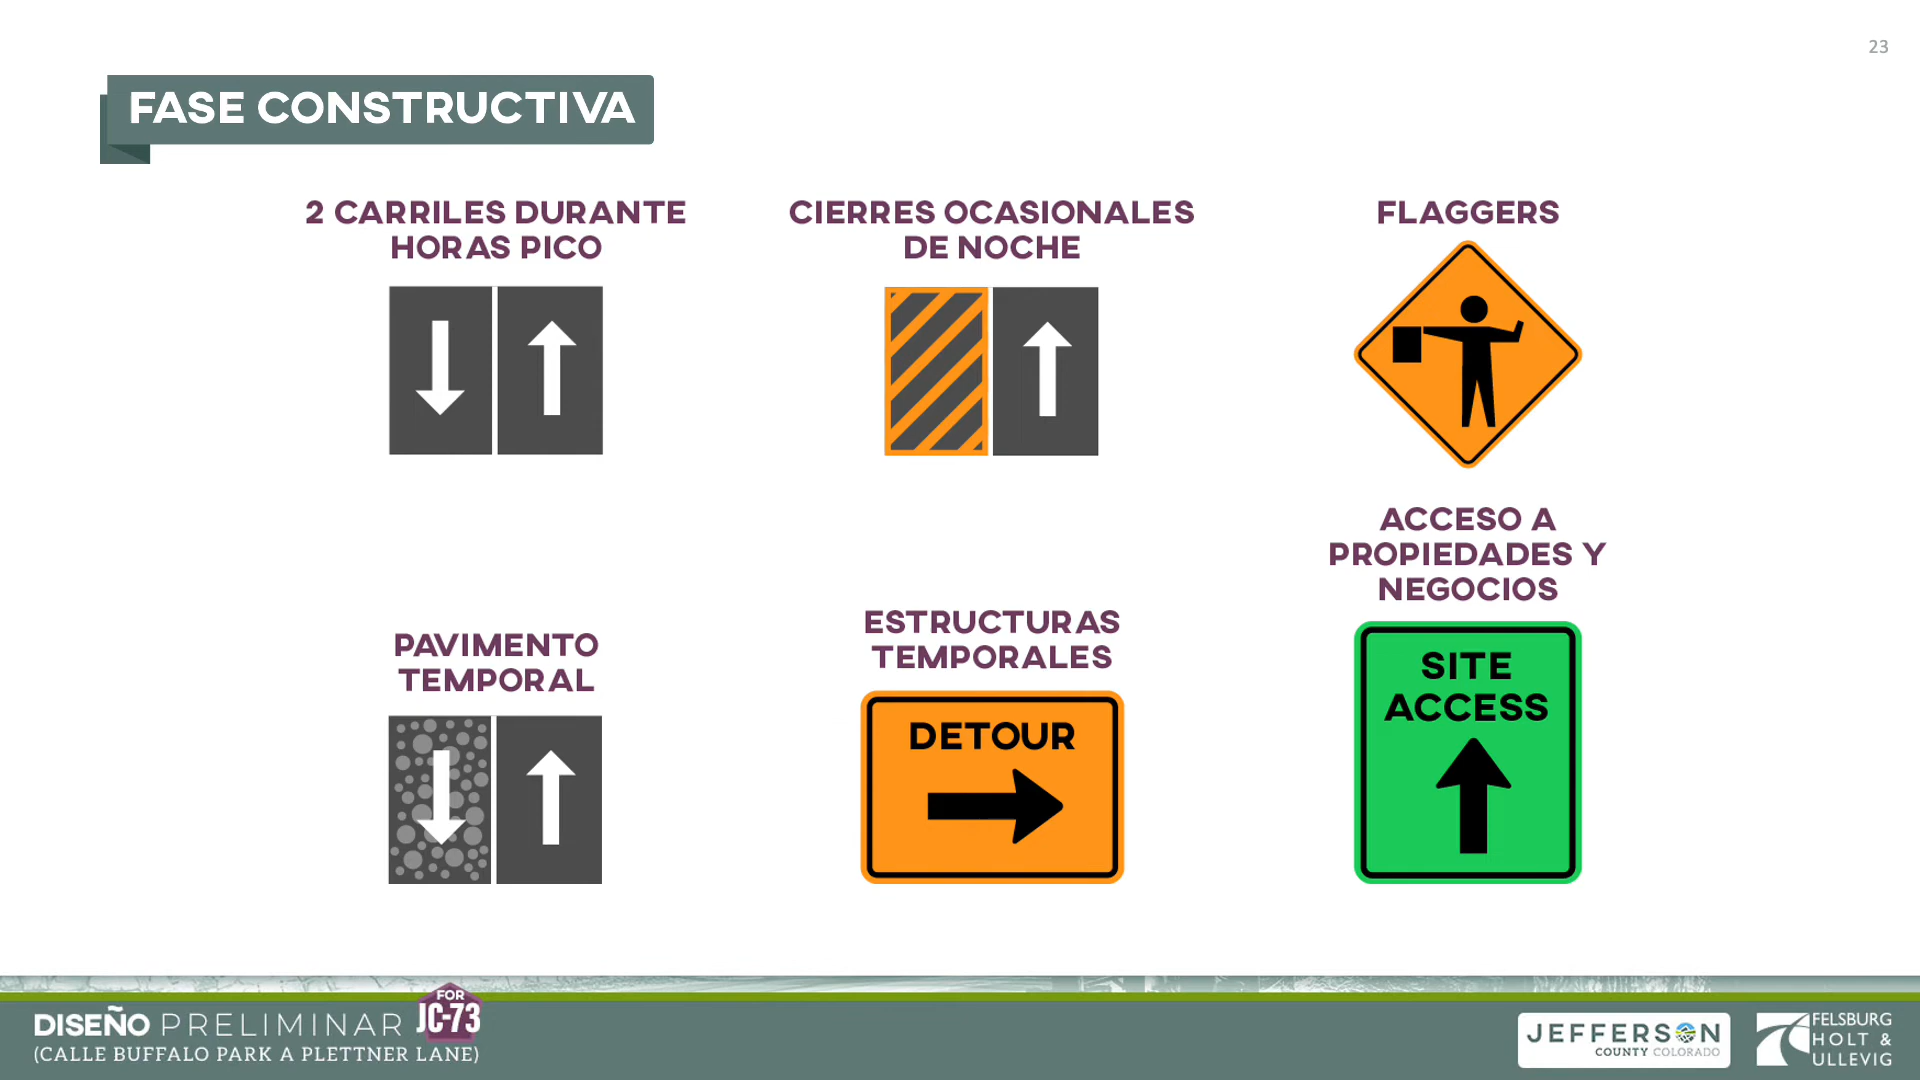 23
FASE CONSTRUCTIVA
2 CARRILES DURANTE
HORAS PICO
CIERRES OCASIONALES
DE NOCHE
FLAGGERS
PAVIMENTO
TEMPORAL
ESTRUCTURAS
TEMPORALES
DETOUR
ACCESO A
PROPIEDADES Y
NEGOCIOS
SITE
ACCESS
DISEÑO PRELIMINAR
FOR
JC-73
(CALLE BUFFALO PARK A PLETTNER LANE)
JEFFERSON
COUNTY COLORADO
FELSBURG
HOLT &
ULLEVIG